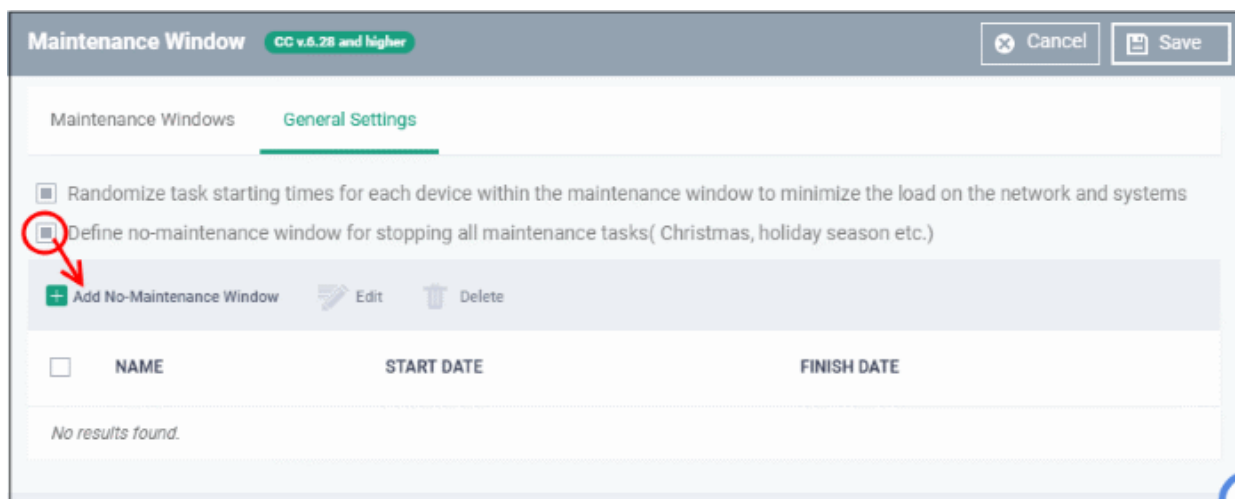 Maintenance Window CC v.6.28 and higher Cancel Save
Maintenance Windows General Settings
Randomize task starting times for each device within the maintenance window to minimize the load on the network and systems
Define no-maintenance window for stopping all maintenance tasks( Christmas, holiday season etc.)
Add No-Maintenance Window Edit Delete
NAME START DATE FINISH DATE
No results found.